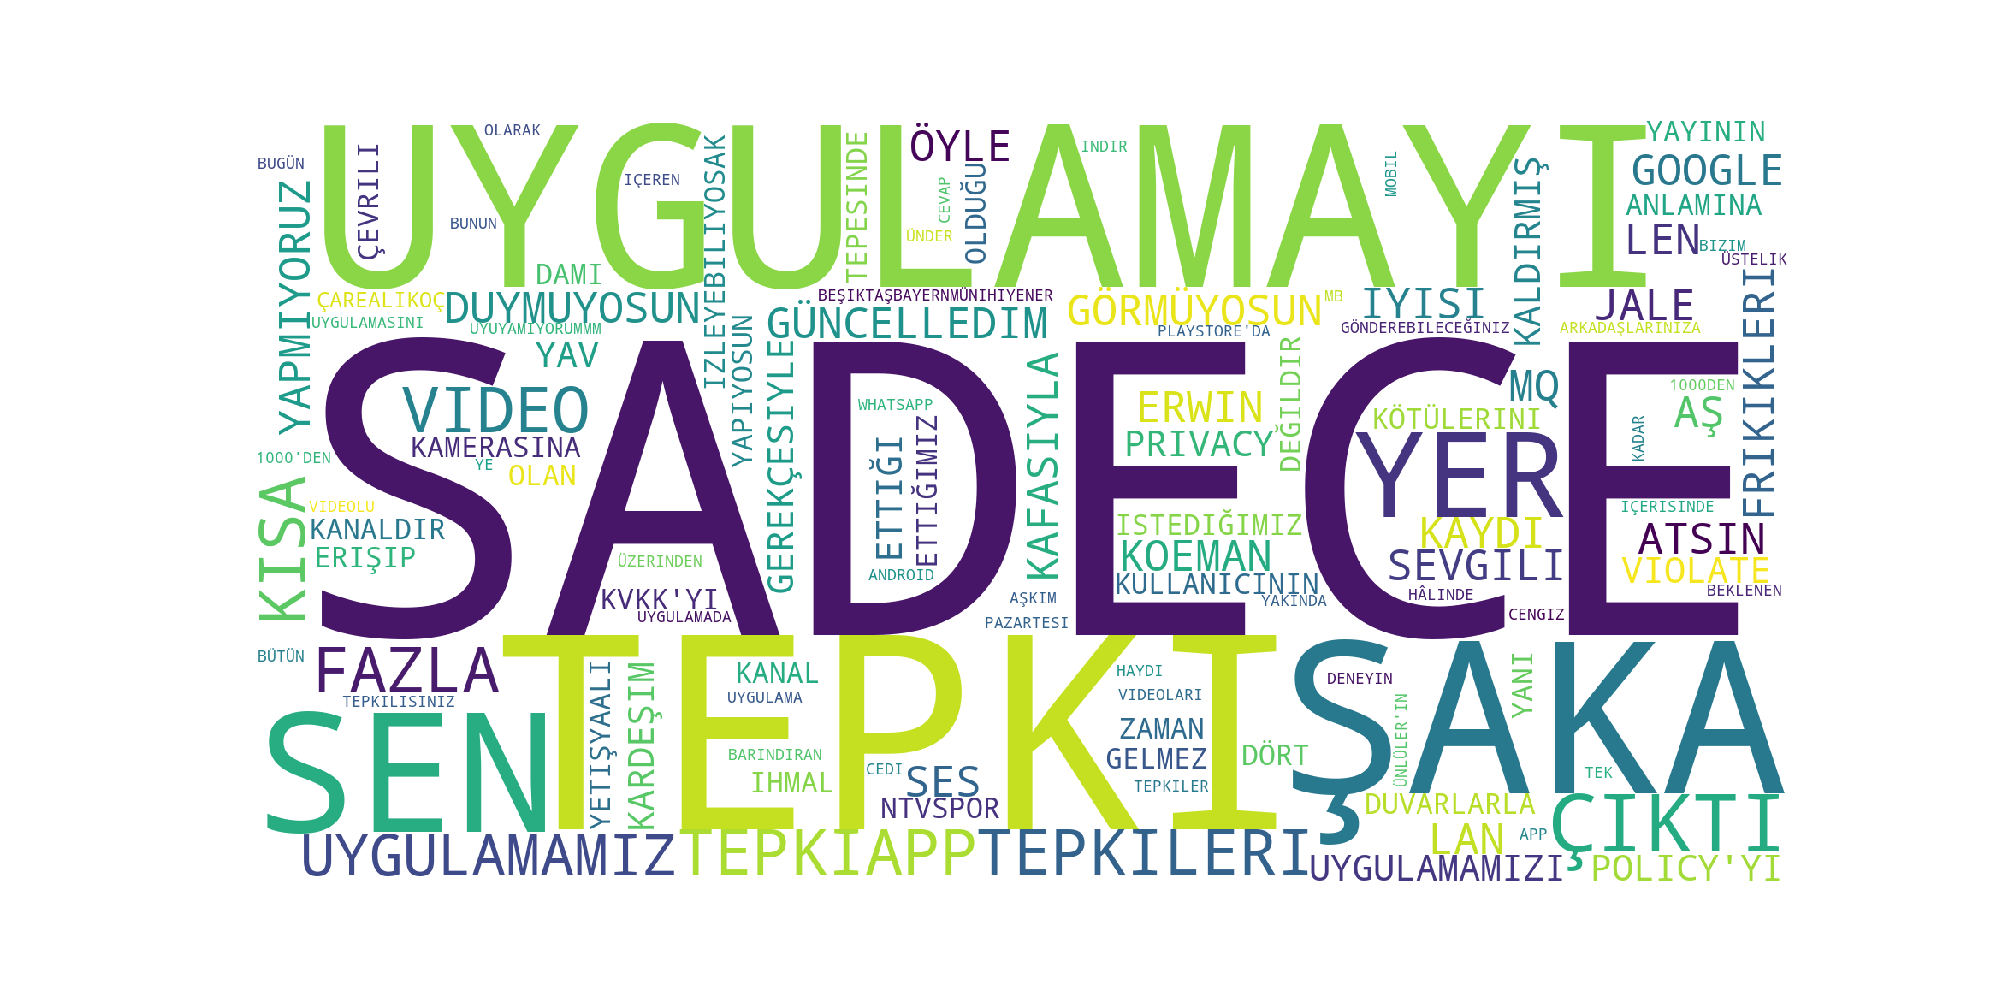 OLARAK
UYGULAMAYI
ÖYLE
INDIR
YAYININ
BUGÜN
ÇEVRILI
IÇEREN
IZLEYEBILIYOSAK
TEPESINDE
CEVAP
OLDUĞU
MOBIL
KALDIRMIŞ
GOOGLE
YAPMIYORUZ
BUNUN
ÜNDER
ANLAMINA
LEN
BIZIM
ÜSTELIK
DAMI
ÇAREALIKOÇ
DUYMUYOSUN
BEŞIKTAŞBAYERNMÜNIHIYENER
GÖRMÜYOSUN
MB
IYISI
JALE
FRIKIKLERI
UYGULAMASINI
UYUYAMIYORUMMM
GÜNCELLEDIM
PLAYSTORE'DA
GÖNDEREBILECEĞINIZ
ARKADAŞLARINIZA
YAV
YAPIYOSUN
SADECE
GEREKÇESIYLE
KAFASIYLA
DEĞILDIR
MQ
1000DEN
VIDEO
WHATSAPP
ERWIN
KÖTÜLERINI
AŞ
KAMERASINA
ETTIĞI
ETTIĞIMIZ
PRIVACY
YER
KADAR
1000'DEN
YE
OLAN
KISA
VIDEOLU
ISTEDIĞIMIZ
KAYDI
IÇERISINDE
KANALDIR
ATSIN
ERIŞIP
ÜZERINDEN
ANDROID
KOEMAN
SEVGILI
VIOLATE
KVKK'YI
AŞKIM
KULLANICININ
YAKINDA
HÂLINDE
BEKLENEN
UYGULAMADA
PAZARTESI
CENGIZ
BÜTÜN
FAZLA
TEPKI
ŞAKA
YETIŞYAALI
KARDEŞIM
KANAL
HAYDI
DENEYIN
YANI
TEPKILISINIZ
UYGULAMA
VIDEOLARI
ÜNLÜLER'IN
SEN
ZAMAN
BARINDIRAN
GELMEZ
DÖRT
CEDI
SES
TEK
IHMAL
TEPKILER
NTVSPOR
DUVARLARLA
ÇIKTI
UYGULAMAMIZ
TEPKIAPP
TEPKILERI
LAN
APP
UYGULAMAMIZI
POLICY'YI